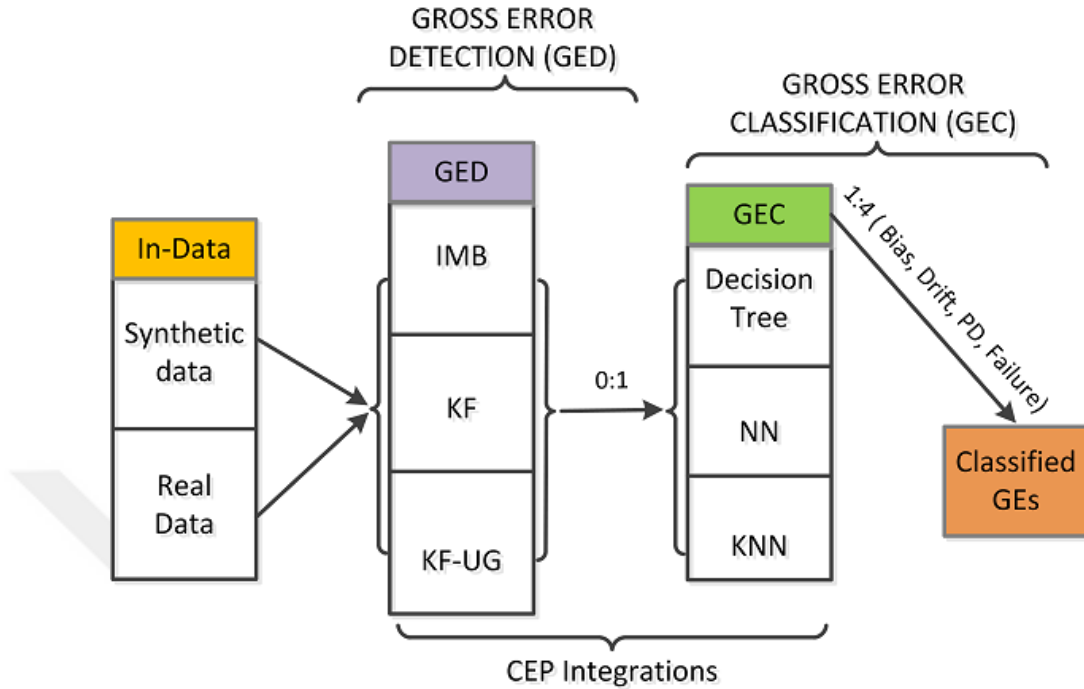 GROSS ERROR
DETECTION (GED)
GROSS ERROR
CLASSIFICATION (GEC)
In-Data
Synthetic
data
Real
Data
GED
IMB
KF
KF-UG
0:1
GEC
Decision
Tree
NN
KNN
1:4 ( Bias, Drift, PD, Failure)
Classified
GEs
CEP Integrations